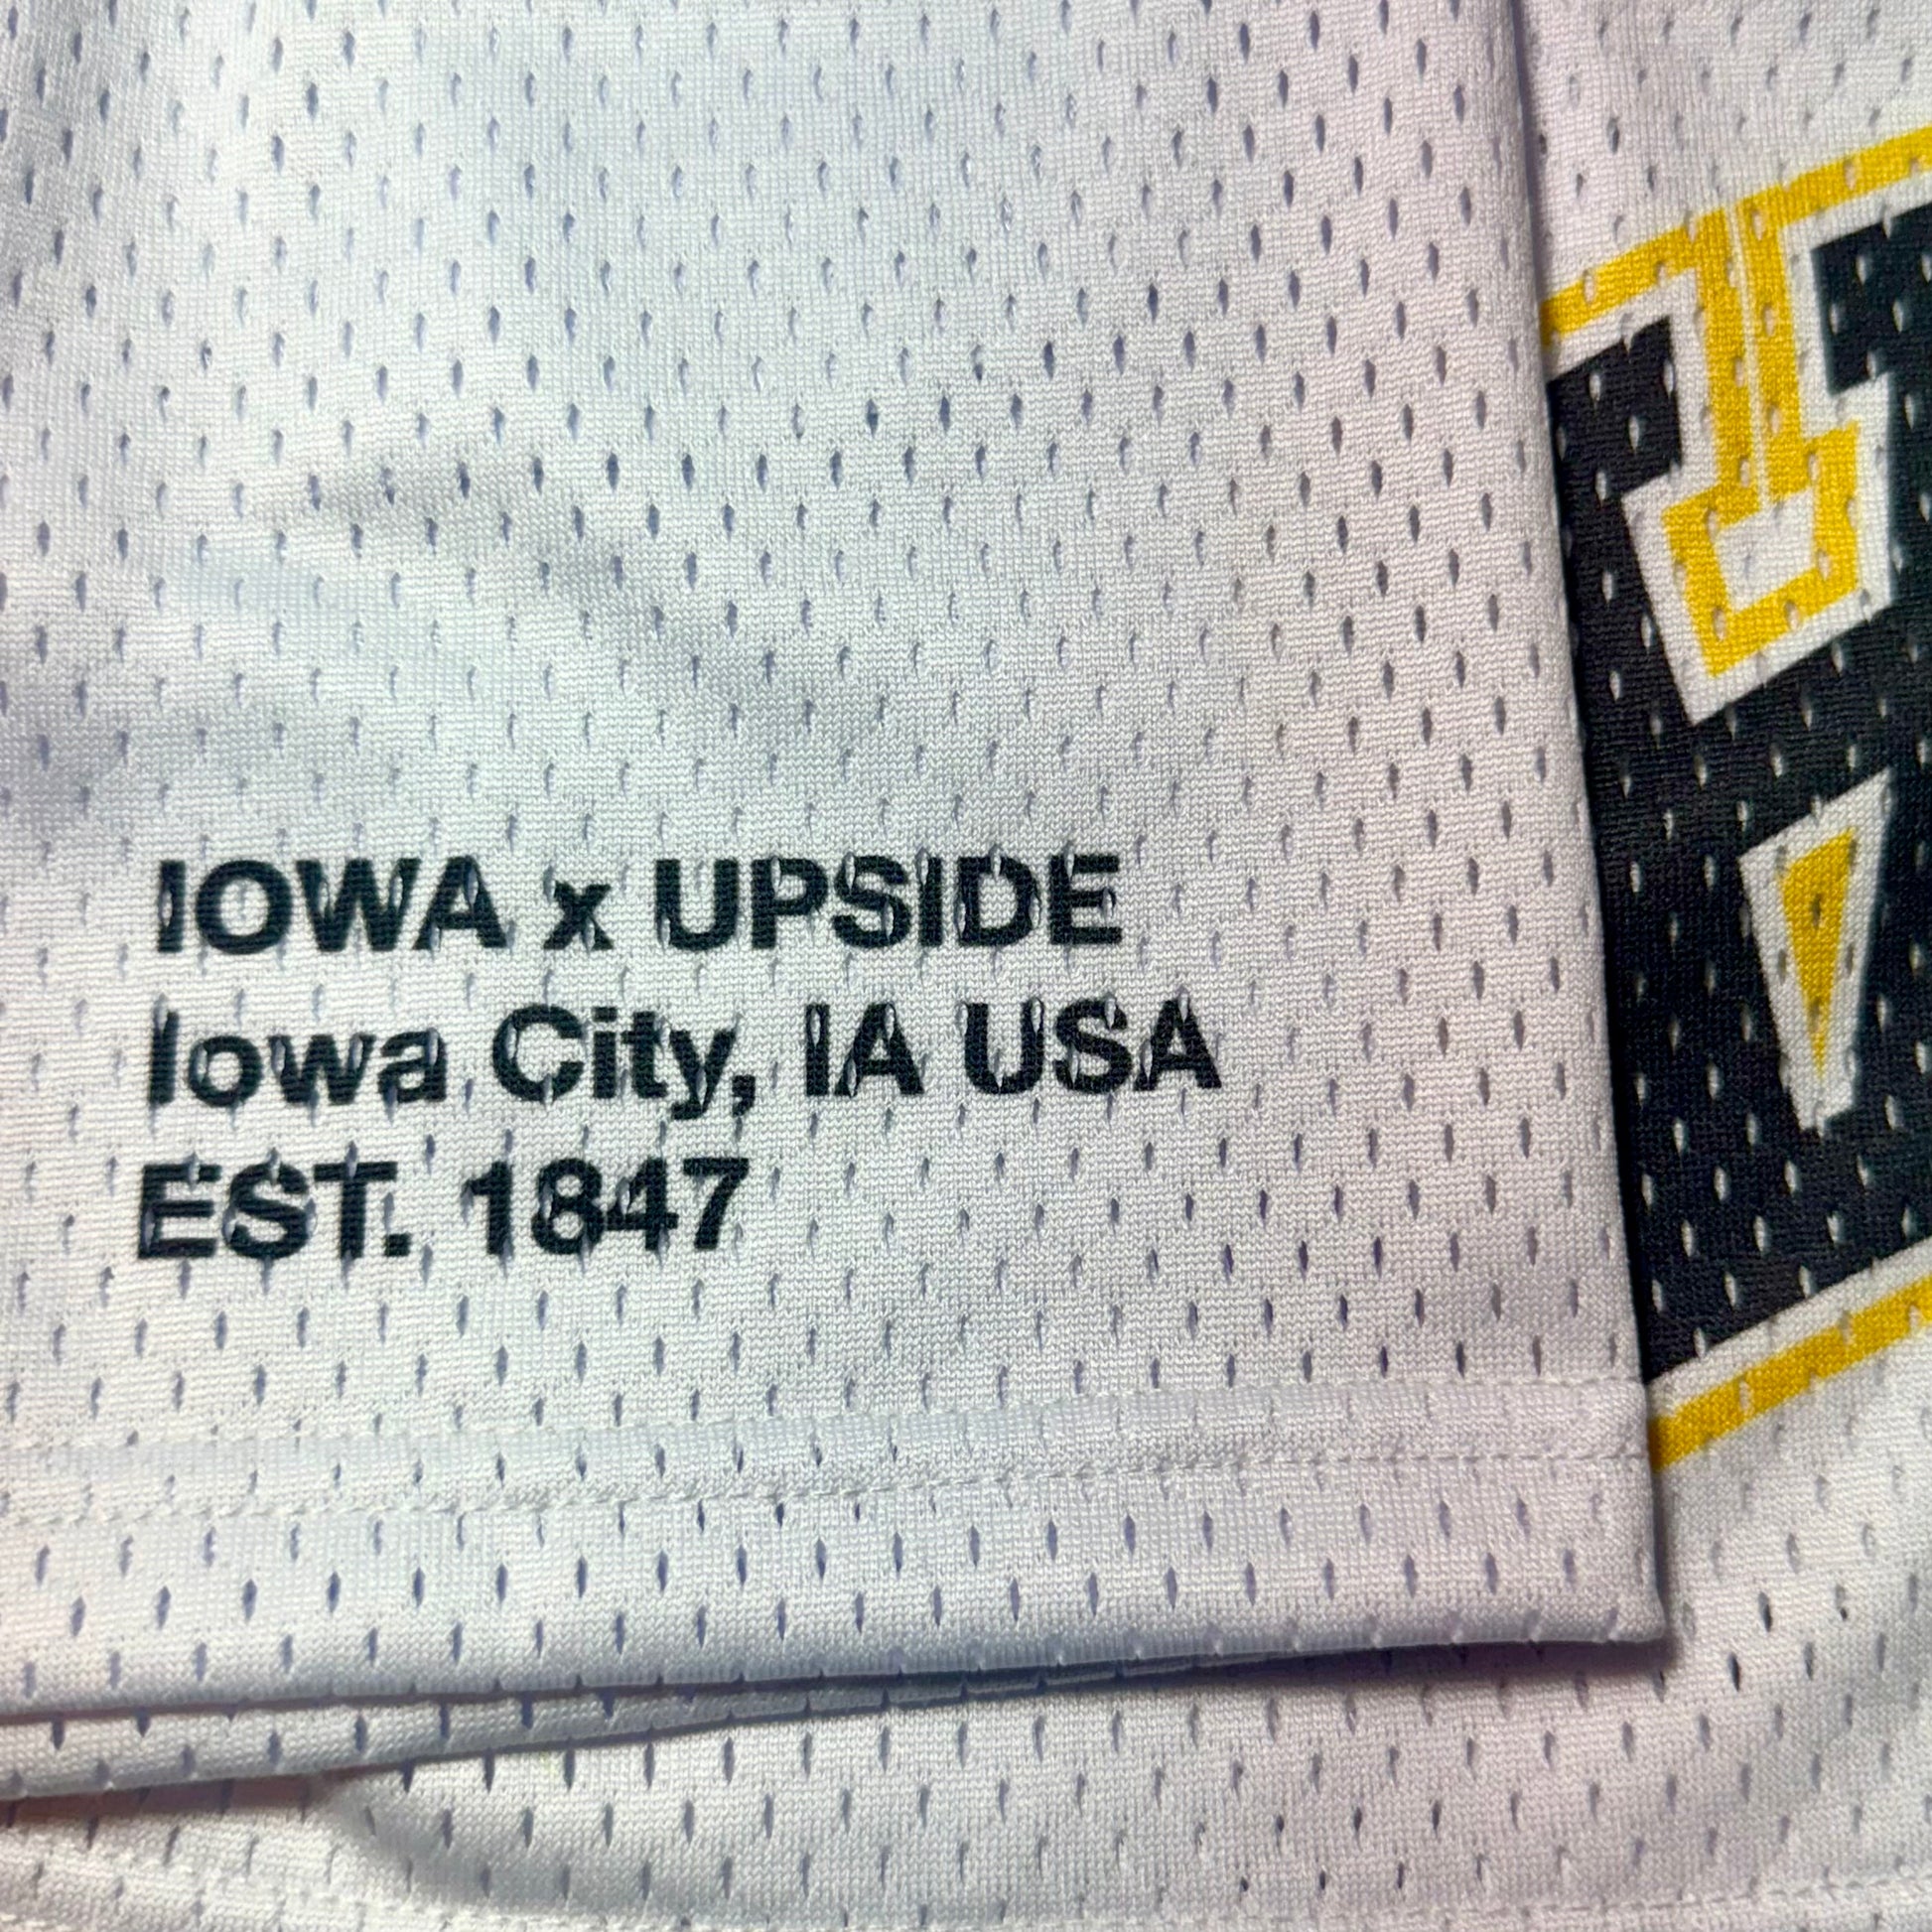 IOWA x UPSIDE
Iowa City, IA USA
EST. 1847